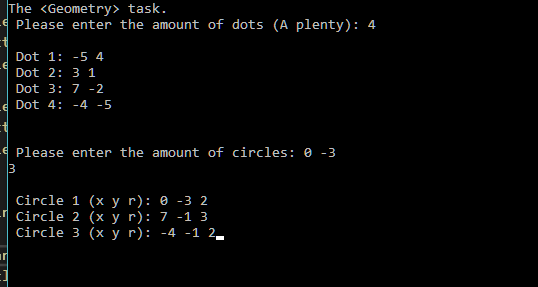 The <Geometry> task.
Please enter the amount of dots (A plenty): 4
Dot 1: -5 4
Dot 2: 3 1
Dot 3: 7 -2
Dot 4: -4 -5
Please enter the amount of circles: 0 -3
3
Circle 1 (x y r): 0 -3 2
Circle 2 (x y r): 7 -1 3
Circle 3 (x y r): -4 -1 2